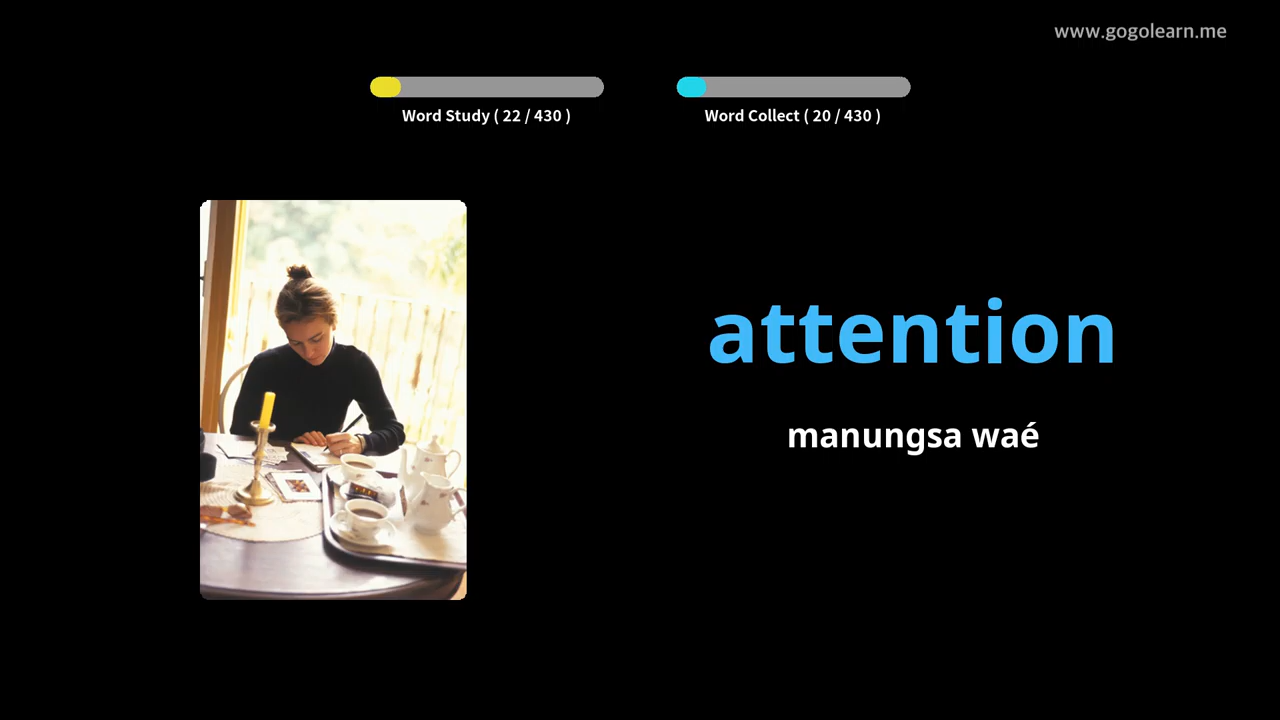 www.gogolearn.me
Word Study ( 22 / 430 )
Word Collect ( 20 / 430 )
attention
manungsa waé